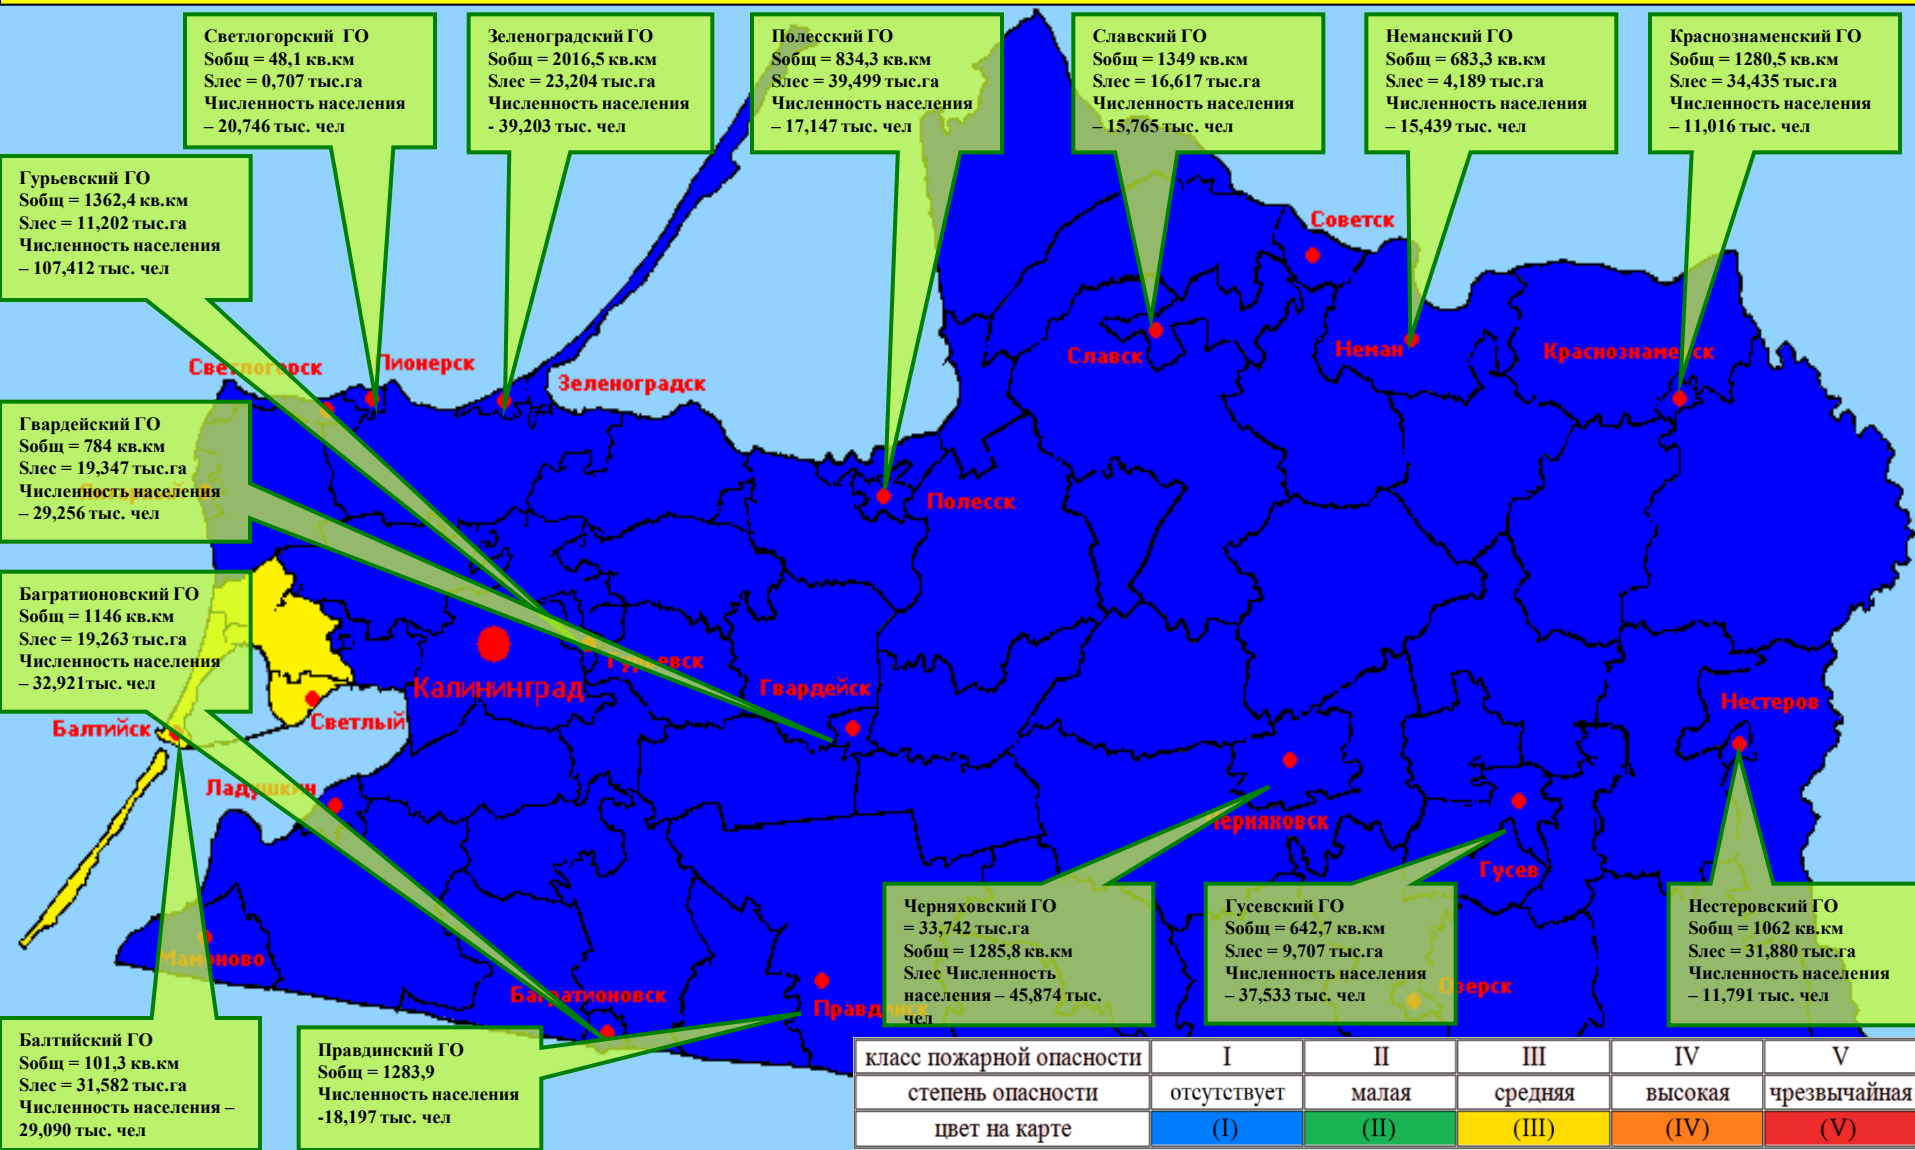 Светлогорский ГО
Sобщ = 48,1 кв.км
Sлес = 0,707 тыс.га
Численность населения
– 20,746 тыс. чел
Зеленоградский ГО
Sобщ = 2016,5 кв.км
Sлес = 23,204 тыс.га
Численность населения
- 39,203 тыс. чел
Полесский ГО
Sобщ = 834,3 кв.км
Sлес = 39,499 тыс.га
Численность населения
– 17,147 тыс. чел
Славский ГО
Sобщ = 1349 кв.км
Sлес = 16,617 тыс.га
Численность населения
– 15,765 тыс. чел
Неманский ГО
Sобщ = 683,3 кв.км
Sлес = 4,189 тыс.га
Численность населения
– 15,439 тыс. чел
Краснознаменский ГО
Sобщ = 1280,5 кв.км
Sлес = 34,435 тыс.га
Численность населения
– 11,016 тыс. чел
Гурьевский ГО
Sобщ = 1362,4 кв.км
Sлес = 11,202 тыс.га
Численность населения
– 107,412 тыс. чел
Советск
Славск
Неман
Краснознаменск
Светлогорск
Пионерск
Зеленоградск
Гвардейский ГО
Sобщ = 784 кв.км
Sлес = 19,347 тыс.га
Численность населения
– 29,256 тыс. чел
Полесск
Багратионовский ГО
Sобщ = 1146 кв.км
Sлес = 19,263 тыс.га
Численность населения
– 32,921тыс. чел
Гурьевск
Калининград
Гвардейск
Нестеров
Балтийск
Светлый
Ладушкин
Черняховск
Гусев
Мамоново
Багратионовск
Правдинск
Озерск
Черняховский ГО
= 33,742 тыс.га
Sобщ = 1285,8 кв.км
Sлес Численность
населения – 45,874 тыс.
чел
Гусевский ГО
Sобщ = 642,7 кв.км
Sлес = 9,707 тыс.га
Численность населения
– 37,533 тыс. чел
Нестеровский ГО
Sобщ = 1062 кв.км
Sлес = 31,880 тыс.га
Численность населения
– 11,791 тыс. чел
Балтийский ГО
Sобщ = 101,3 кв.км
Sлес = 31,582 тыс.га
Численность населения –
29,090 тыс. чел
Правдинский ГО
Sобщ = 1283,9
Численность населения
-18,197 тыс. чел
класс пожарной опасности I II III IV V
степень опасности отсутствует малая средняя высокая чрезвычайная
цвет на карте (I) (II) (III) (IV) (V)